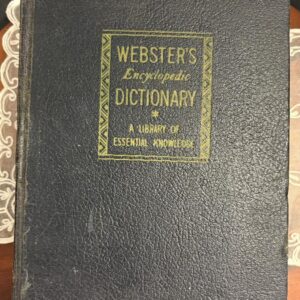 WEBSTER'S
Encyclopedic
DICTIONARY
*
A LIBRARY OF
ESSENTIAL KNOWLEDGE